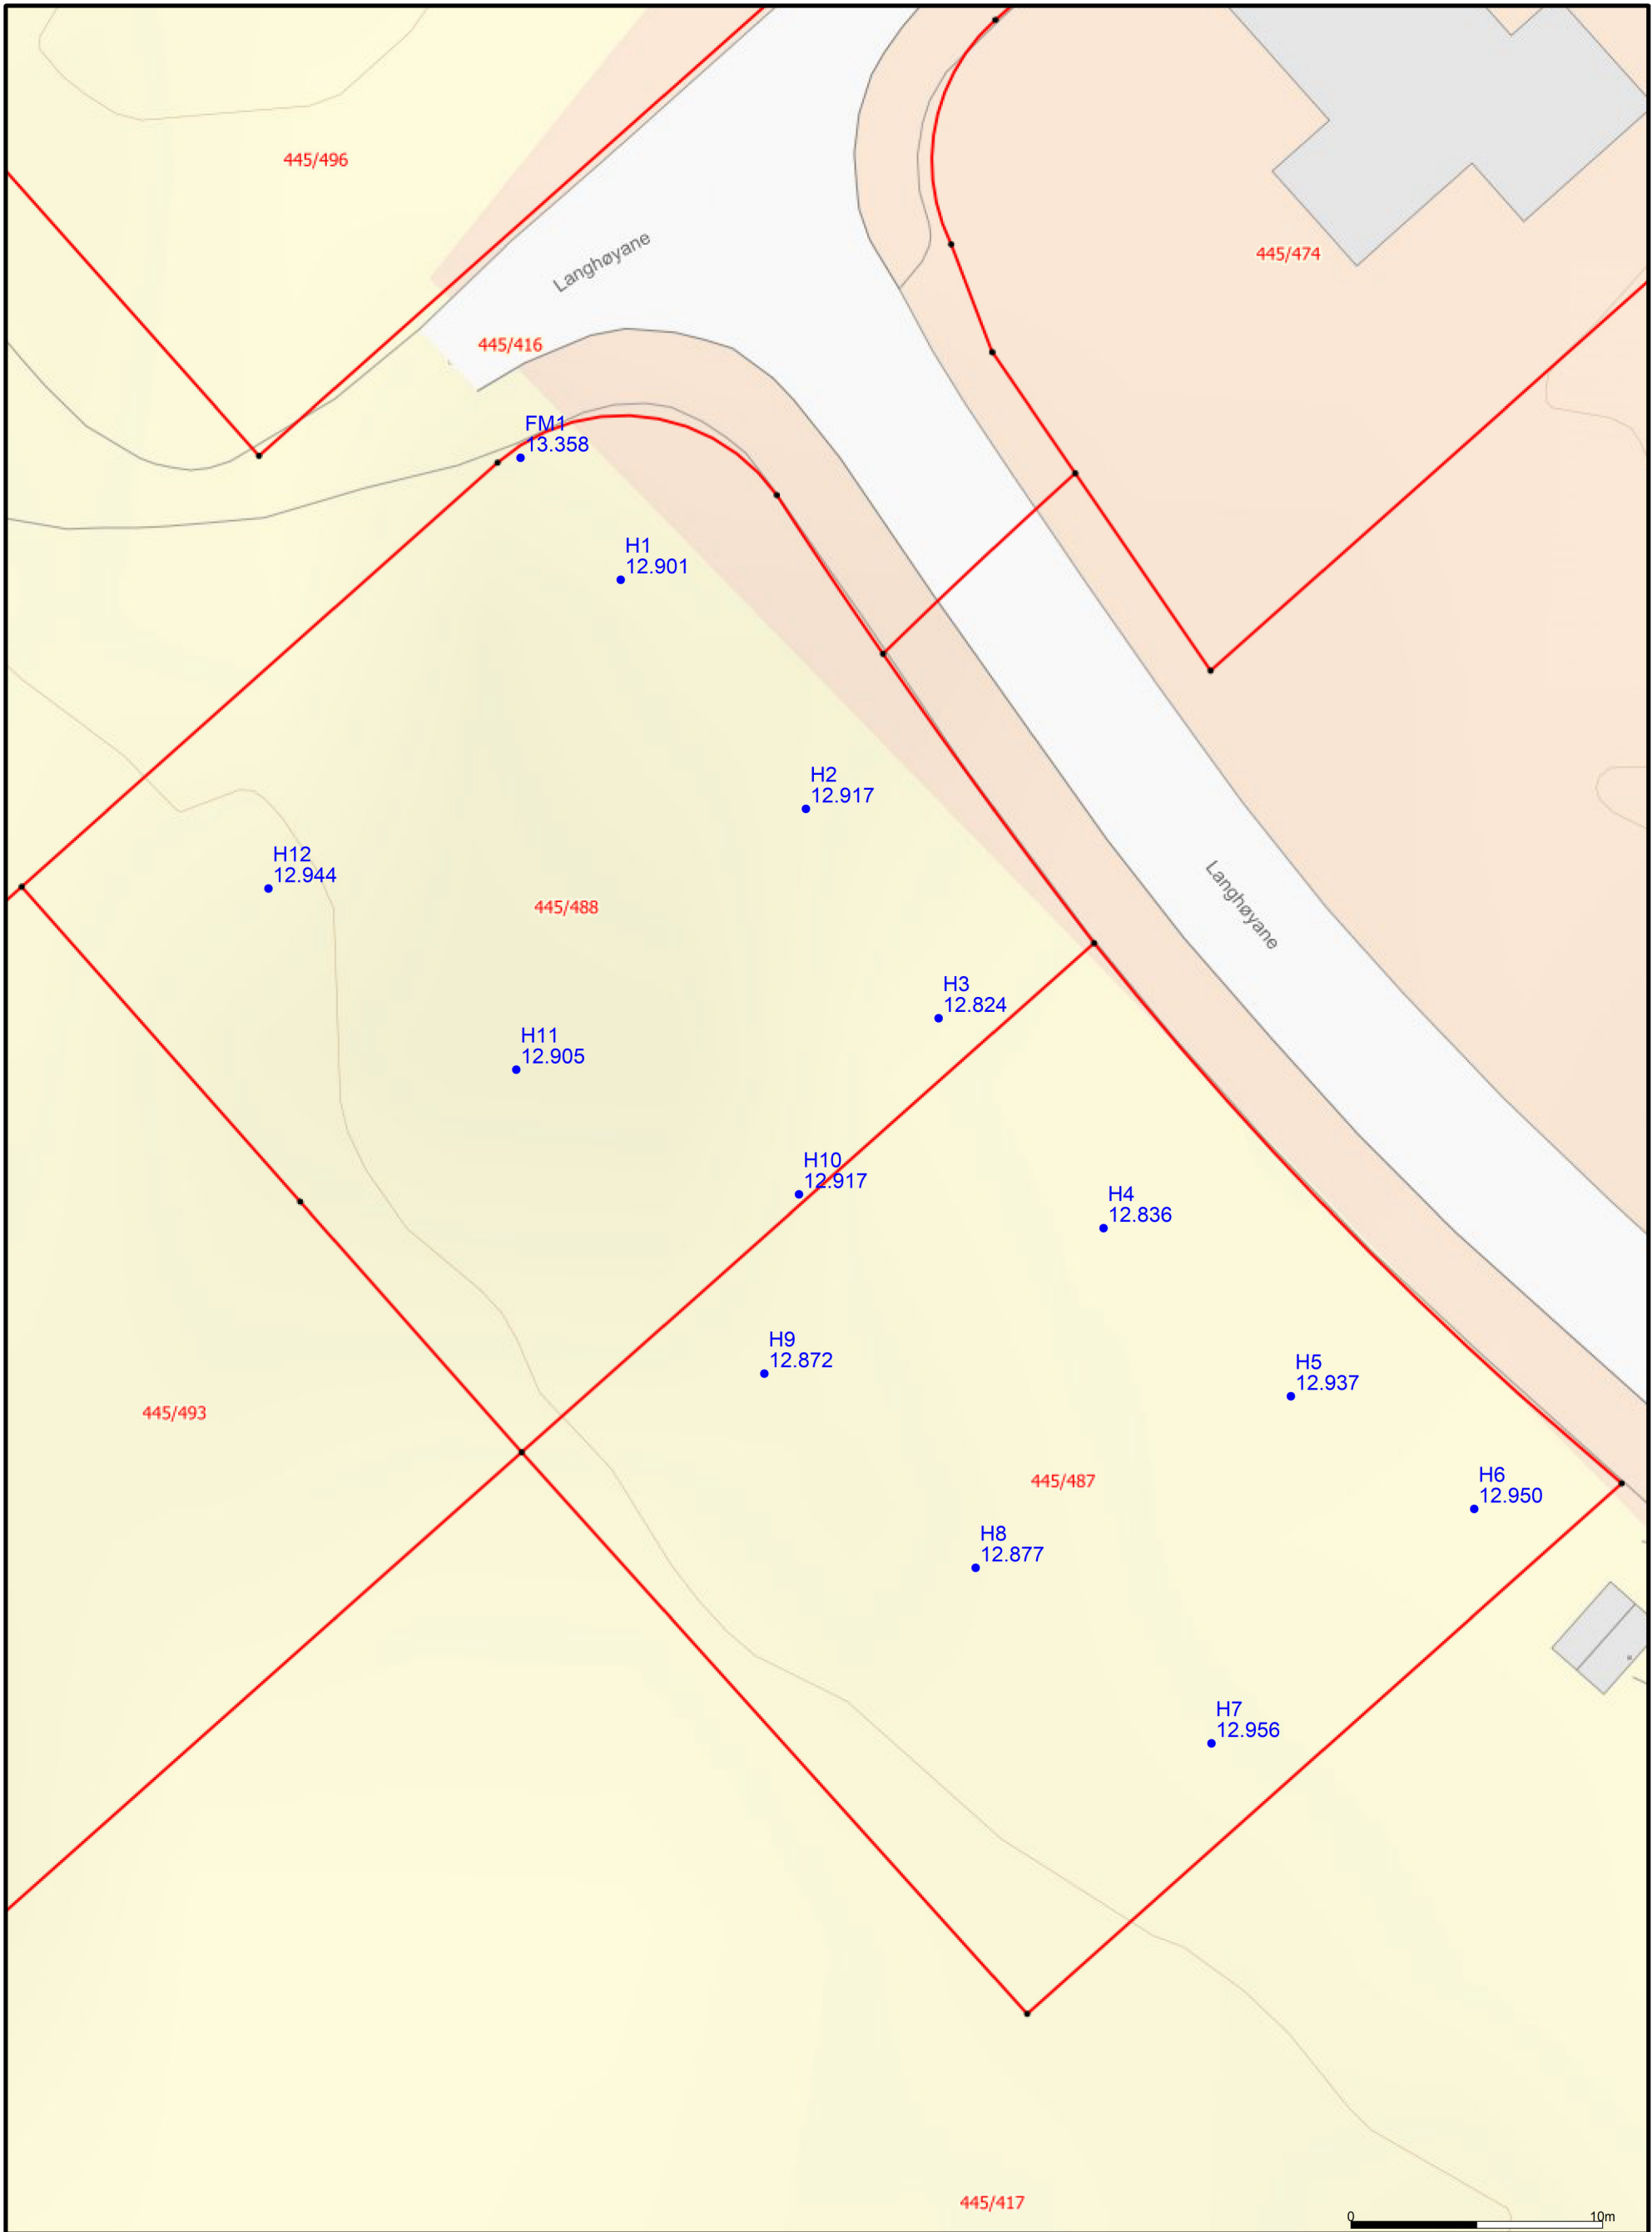 445/496
Langhøyane
445/474
445/416
FM1
13.358
H1
12.901
H2
12.917
H12
12.944
445/488
Langhøyane
H3
12.824
H11
12.905
H10
12.917
H4
12.836
H9
12.872
H5
12.937
445/493
445/487
H6
12.950
H8
12.877
H7
12.956
445/417
0 10m